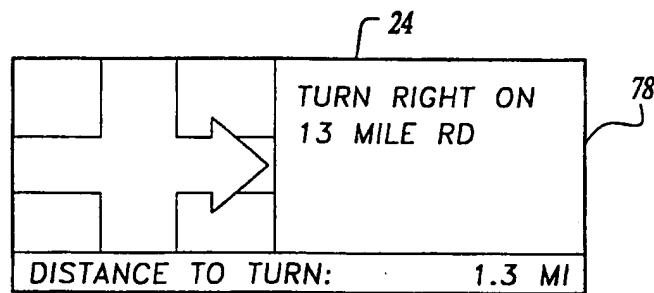 24
TURN RIGHT ON
78
13 MILE RD
DISTANCE TO TURN: 1.3 MI